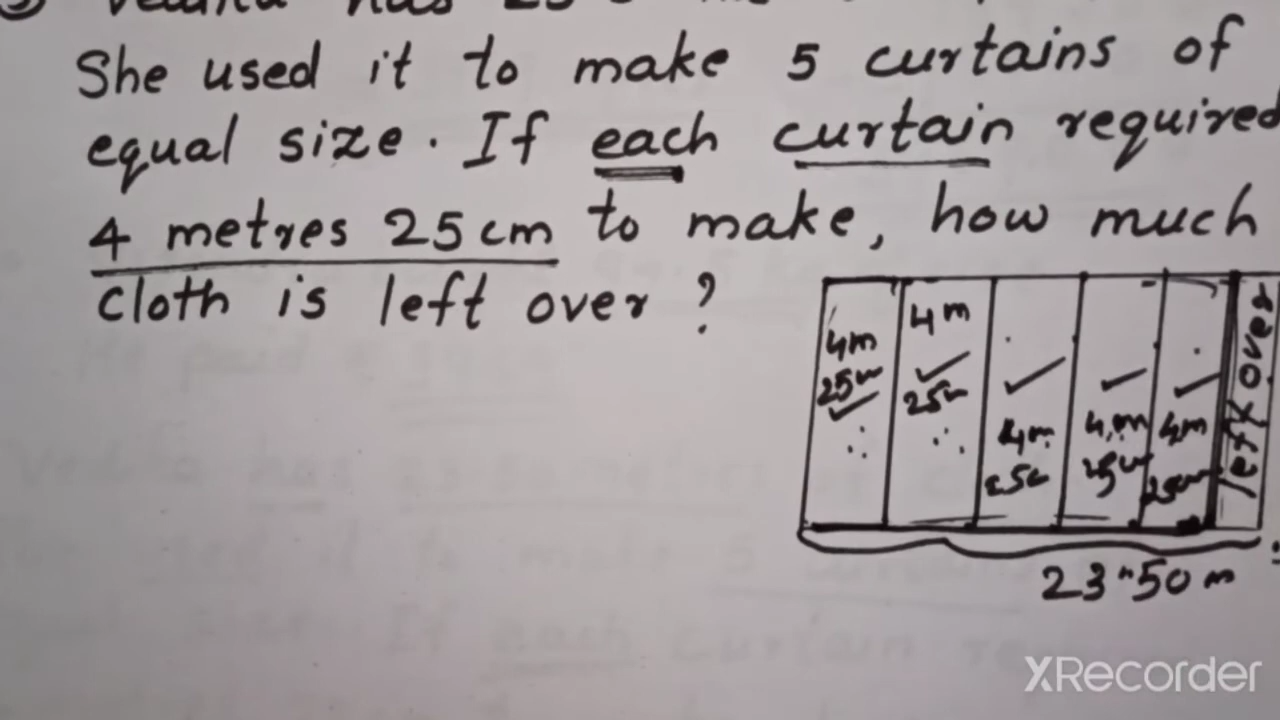 She used it to make 5 curtains of
equal size. If each curtain required
4 metres 25 cm to make, how much
cloth is left over ?
4m
25cm
4m
25cm
4m
25c
4m
25cm
4m
25cm
left over
23.50 m
XRecorder